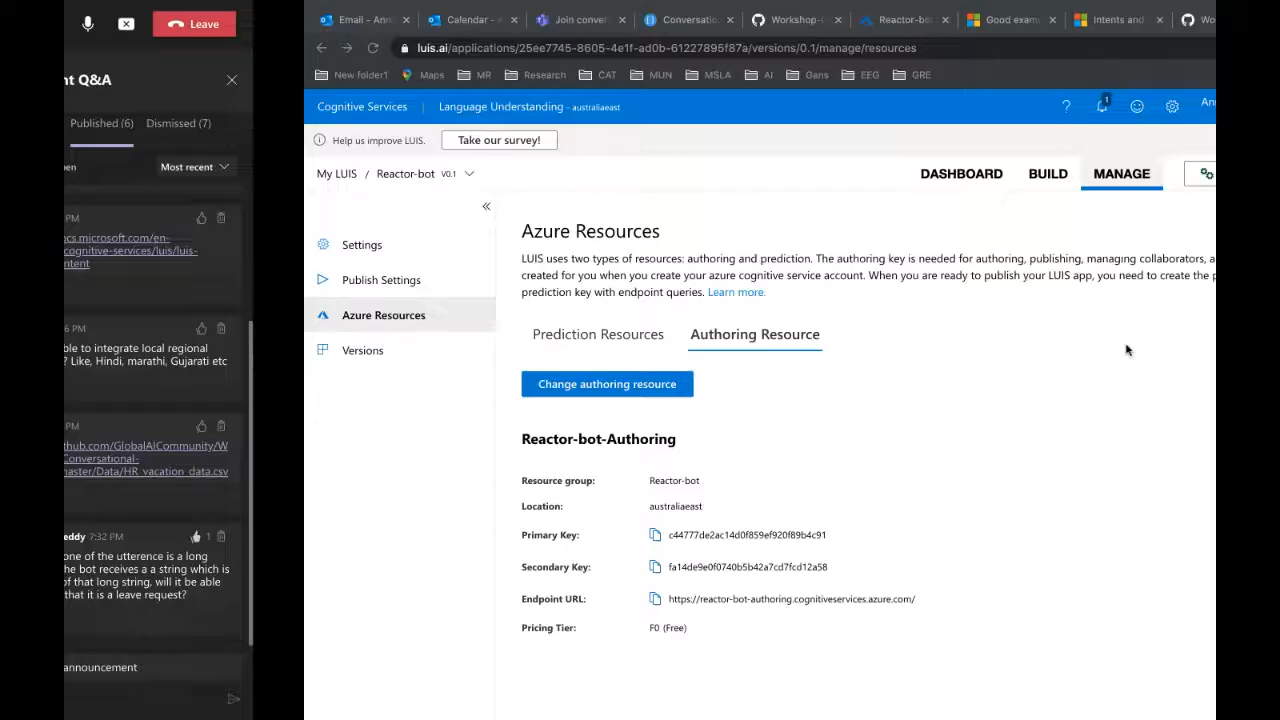 Leave
nt Q&A
Published (6) Dismissed (7)
pen Most recent
PM
ocs.microsoft.com/en-
cognitive-services/luis/luis-
ntent
6 PM
ble to integrate local regional
? Like, Hindi, marathi, Gujarati etc
PM
thub.com/GlobalAICommunity/W
Conversational-
master/Data/HR_vacation_data.csv
eddy 7:32 PM 1
one of the utterence is a long
he bot receives a a string which is
of that long string, will it be able
that it is a leave request?
announcement
Email - Ann
Calendar - A
Join conver
Conversatio
Workshop-C
Reactor-bot
Good exam
Intents and
Wo
luis.ai/applications/25ee7745-8605-4e1f-ad0b-61227895f87a/versions/0.1/manage/resources
New folder1 Maps MR Research CAT MUN MSLA AI Gans EEG GRE
Cognitive Services | Language Understanding - australiaeast ? 1 Ann
Help us improve LUIS. Take our survey!
My LUIS / Reactor-bot V0.1 DASHBOARD BUILD MANAGE
Settings
Publish Settings
Azure Resources
Versions
Azure Resources
LUIS uses two types of resources: authoring and prediction. The authoring key is needed for authoring, publishing, managing collaborators, a
created for you when you create your azure cognitive service account. When you are ready to publish your LUIS app, you need to create the p
prediction key with endpoint queries. Learn more.
Prediction Resources Authoring Resource
Change authoring resource
Reactor-bot-Authoring
Resource group: Reactor-bot
Location: australiaeast
Primary Key: c44777de2ac14d0f859ef920f89b4c91
Secondary Key: fa14de9e0f0740b5b42a7cd7fcd12a58
Endpoint URL: https://reactor-bot-authoring.cognitiveservices.azure.com/
Pricing Tier: F0 (Free)